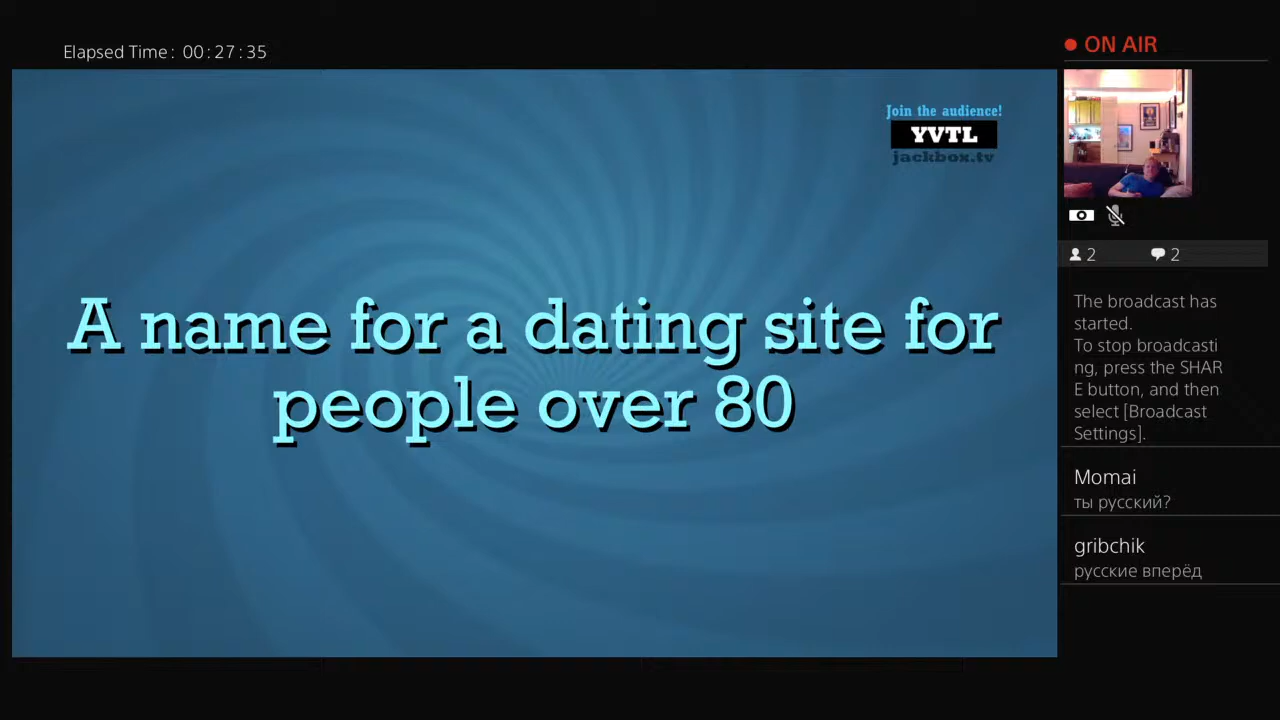 Elapsed Time: 00:27:35
ON AIR
Join the audience!
YVTL
jackbox.tv
A name for a dating site for
people over 80
2
2
The broadcast has
started.
To stop broadcasti
ng, press the SHAR
E button, and then
select [Broadcast
Settings].
Momai
ты русский?
gribchik
русские вперёд